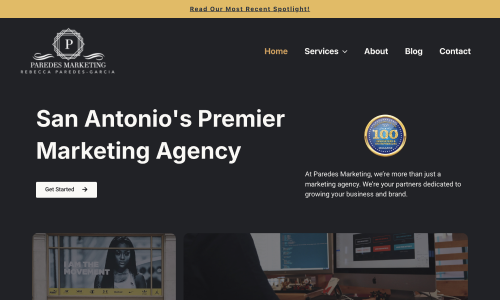 Read Our Most Recent Spotlight!
P
PAREDES MARKETING
REBECCA PAREDES-GARCIA
Home
Services
About
Blog
Contact
San Antonio's Premier
Marketing Agency
100
Get Started
At Paredes Marketing, we're more than just a
marketing agency. We're your partners dedicated to
growing your business and brand.
I AM THE
MOVEMENT